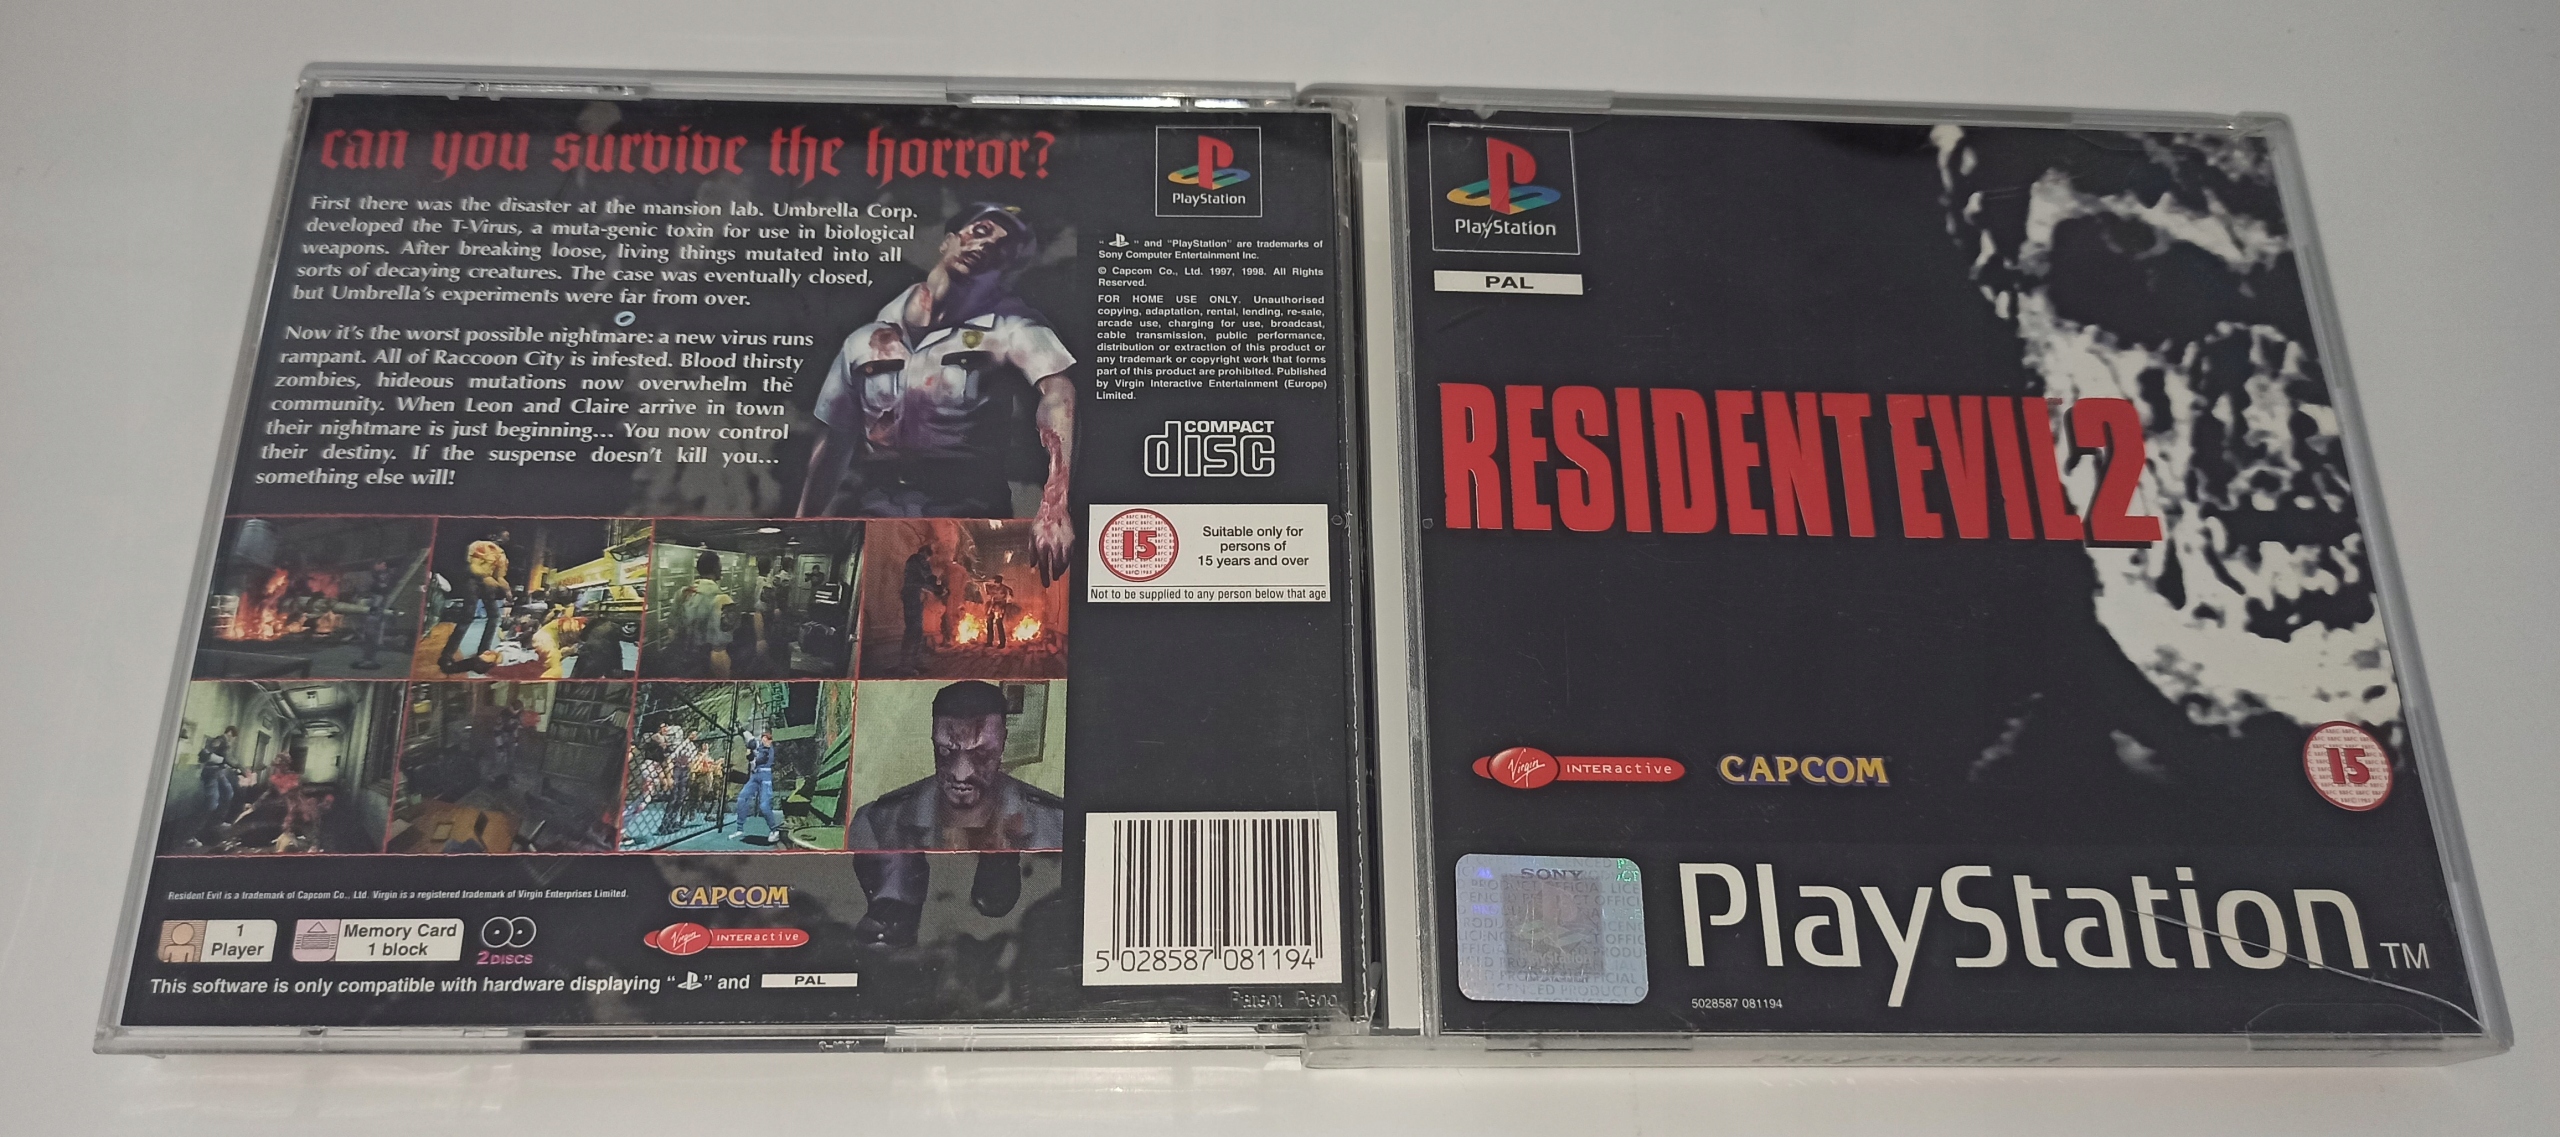 can you survive the horror?
First there was the disaster at the mansion lab. Umbrella Corp.
developed the T-Virus, a muta-genic toxin for use in biological
weapons. After breaking loose, living things mutated into all
sorts of decaying creatures. The case was eventually closed,
but Umbrella's experiments were far from over.
Now it's the worst possible nightmare: a new virus runs
rampant. All of Raccoon City is infested. Blood thirsty
zombies, hideous mutations now overwhelm the
community. When Leon and Claire arrive in town
their nightmare is just beginning... You now control
their destiny. If the suspense doesn't kill you...
something else will!
Resident Evil is a trademark of Capcom Co., Ltd. Virgin is a registered trademark of Virgin Enterprises Limited.
CAPCOM
1
Player
Memory Card
1 block
2 DISCS
Virgin INTERactive
This software is only compatible with hardware displaying " " and PAL
PlayStation
" " and "PlayStation" are trademarks of
Sony Computer Entertainment Inc.
© Capcom Co., Ltd. 1997, 1998. All Rights
Reserved.
FOR HOME USE ONLY. Unauthorised
copying, adaptation, rental, lending, re-sale,
arcade use, charging for use, broadcast,
cable transmission, public performance,
distribution or extraction of this product or
any trademark or copyright work that forms
part of this product are prohibited. Published
by Virgin Interactive Entertainment (Europe)
Limited.
COMPACT
disc
15
Suitable only for
persons of
15 years and over
Not to be supplied to any person below that age
5 028587 081194
PlayStation
PAL
RESIDENT EVIL 2
Virgin INTERactive
CAPCOM
15
SONY
PlayStation
PlayStation TM
5028587 081194
PlayStation